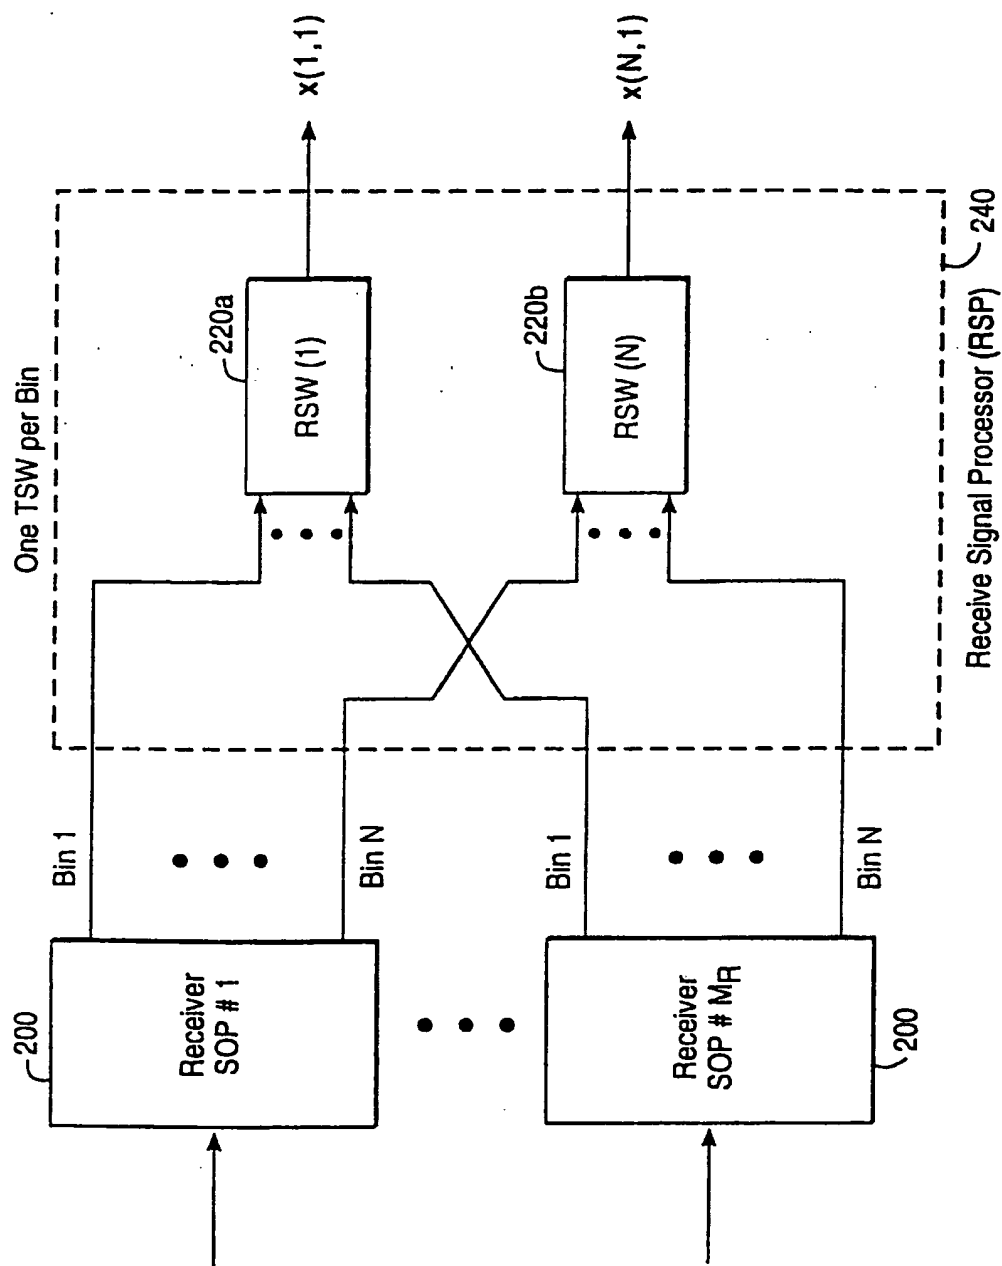 One TSW per Bin
200
Receiver
SOP # 1
Bin 1
Bin N
220a
RSW (1)
x(1,1)
Receiver
SOP # MR
200
Bin 1
Bin N
220b
RSW (N)
x(N,1)
240
Receive Signal Processor (RSP)